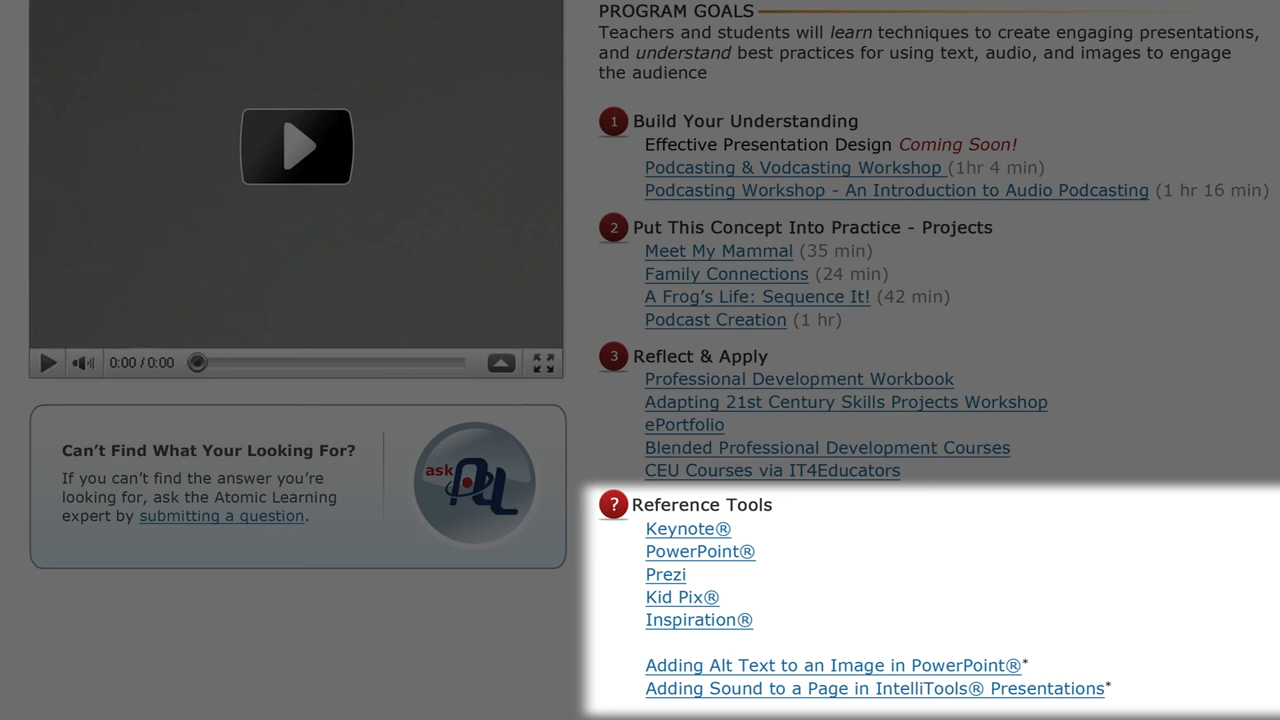 PROGRAM GOALS
Teachers and students will learn techniques to create engaging presentations,
and understand best practices for using text, audio, and images to engage
the audience
1 Build Your Understanding
Effective Presentation Design Coming Soon!
Podcasting & Vodcasting Workshop (1hr 4 min)
Podcasting Workshop - An Introduction to Audio Podcasting (1 hr 16 min)
2 Put This Concept Into Practice - Projects
Meet My Mammal (35 min)
Family Connections (24 min)
A Frog's Life: Sequence It! (42 min)
Podcast Creation (1 hr)
3 Reflect & Apply
Professional Development Workbook
Adapting 21st Century Skills Projects Workshop
ePortfolio
Blended Professional Development Courses
CEU Courses via IT4Educators
? Reference Tools
Keynote®
PowerPoint®
Prezi
Kid Pix®
Inspiration®
Adding Alt Text to an Image in PowerPoint®*
Adding Sound to a Page in IntelliTools® Presentations*
0:00 / 0:00
Can't Find What Your Looking For?
If you can't find the answer you're
looking for, ask the Atomic Learning
expert by submitting a question.
ask